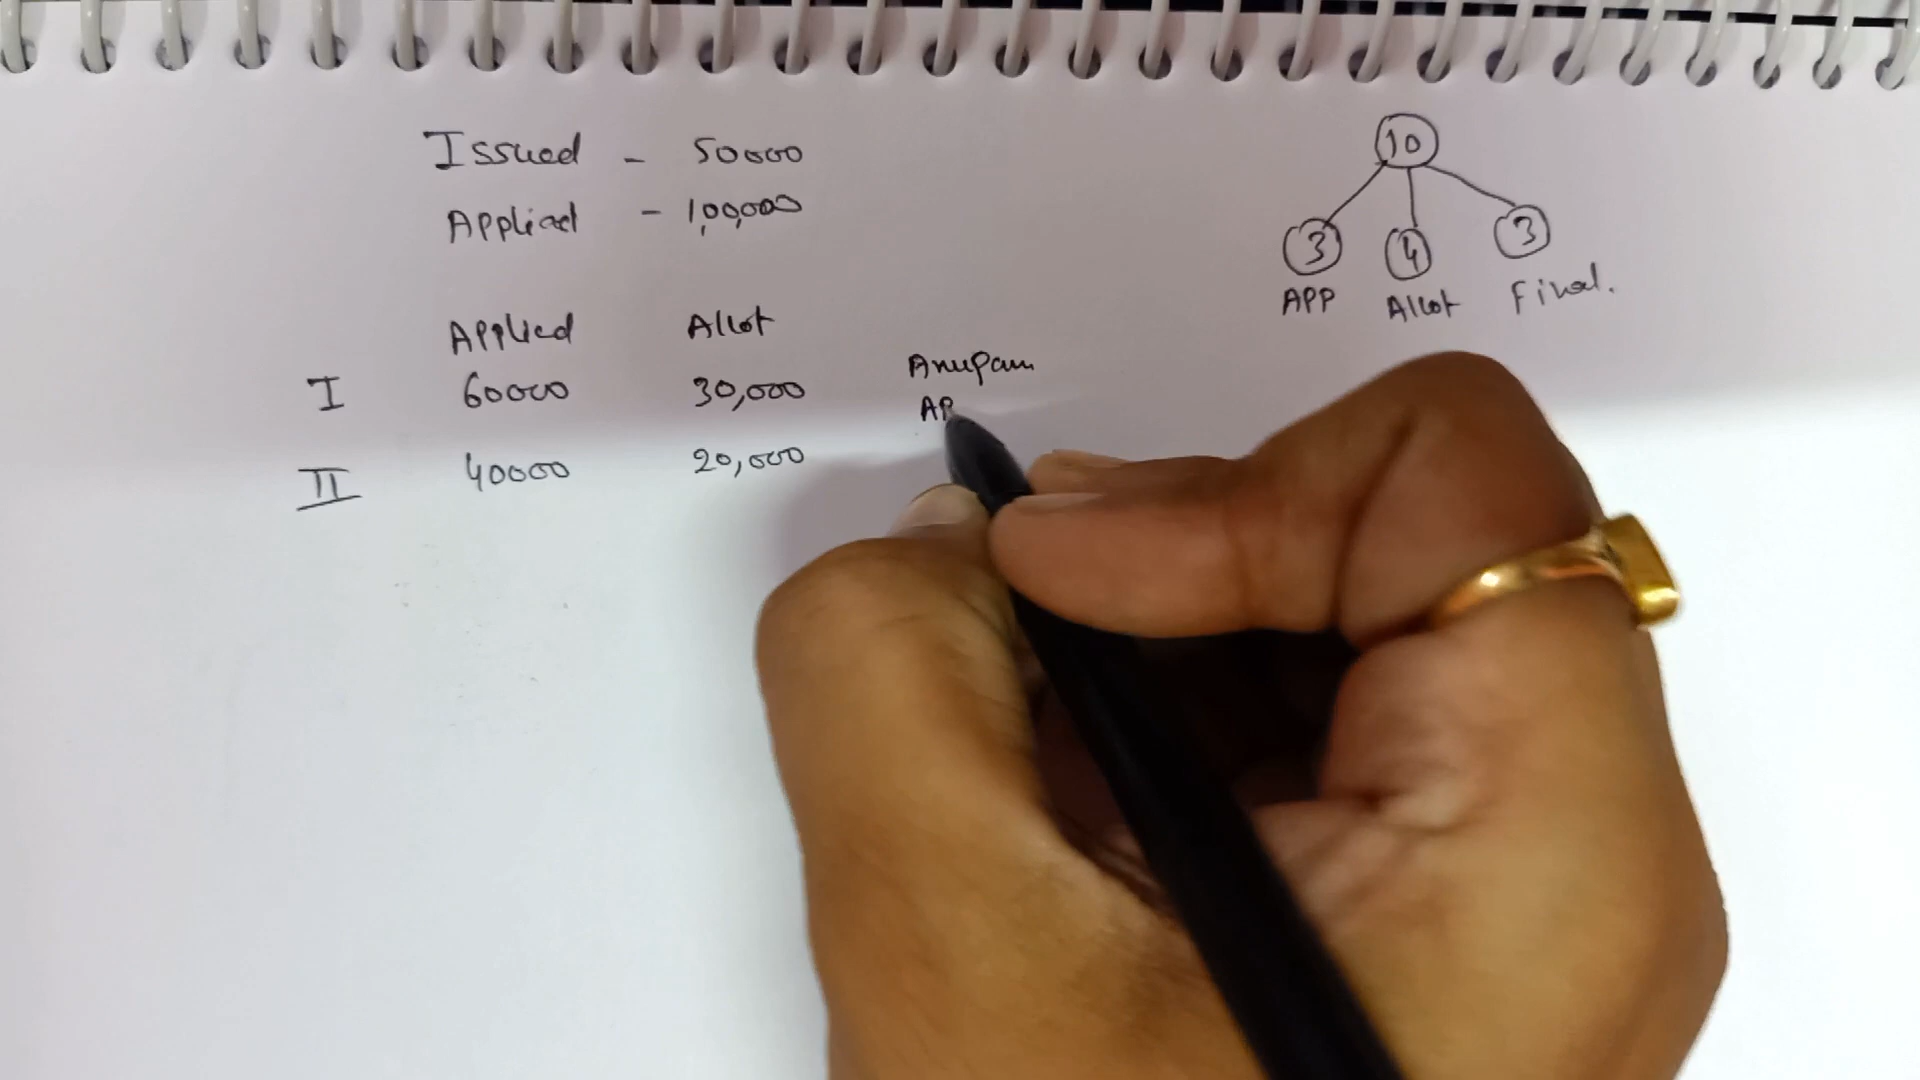 Issued - 50000
Applied - 1,00,000
10
3 4 3
APP Allot Final.
Applied Allot
I 60000 30,000 Anupam
AP
II 40000 20,000